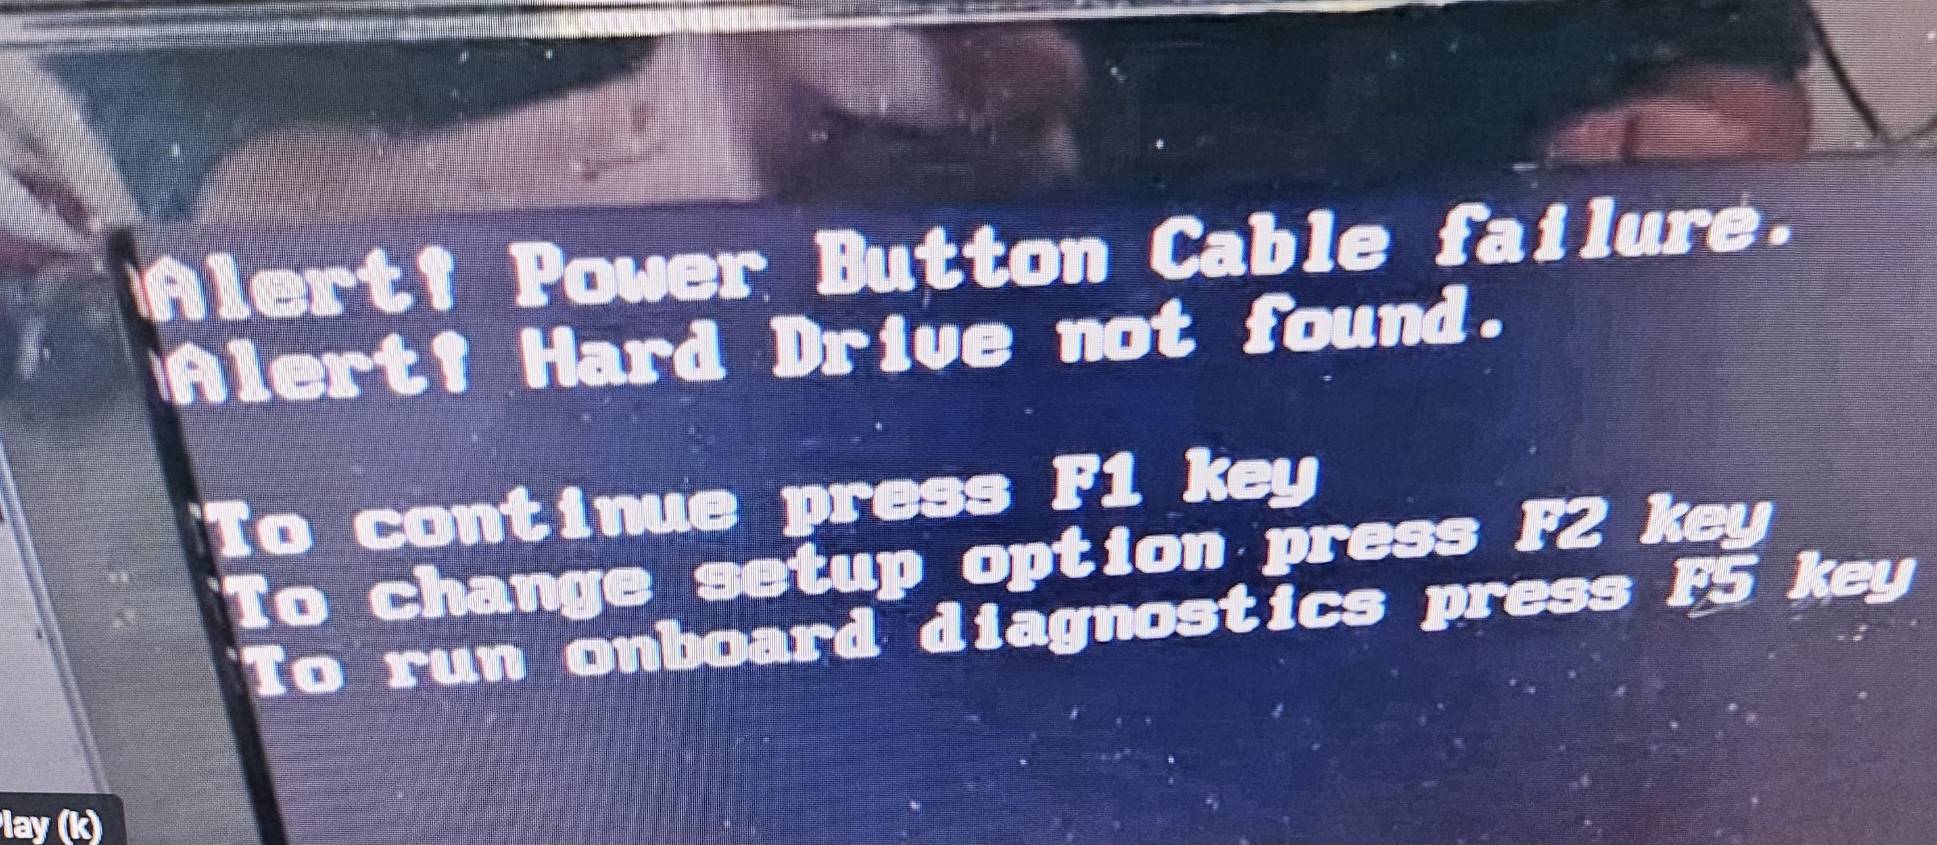 Alert! Power Button Cable failure.
Alert! Hard Drive not found.
To continue press F1 key
To change setup option press F2 key
To run onboard diagnostics press F5 key
lay (k)